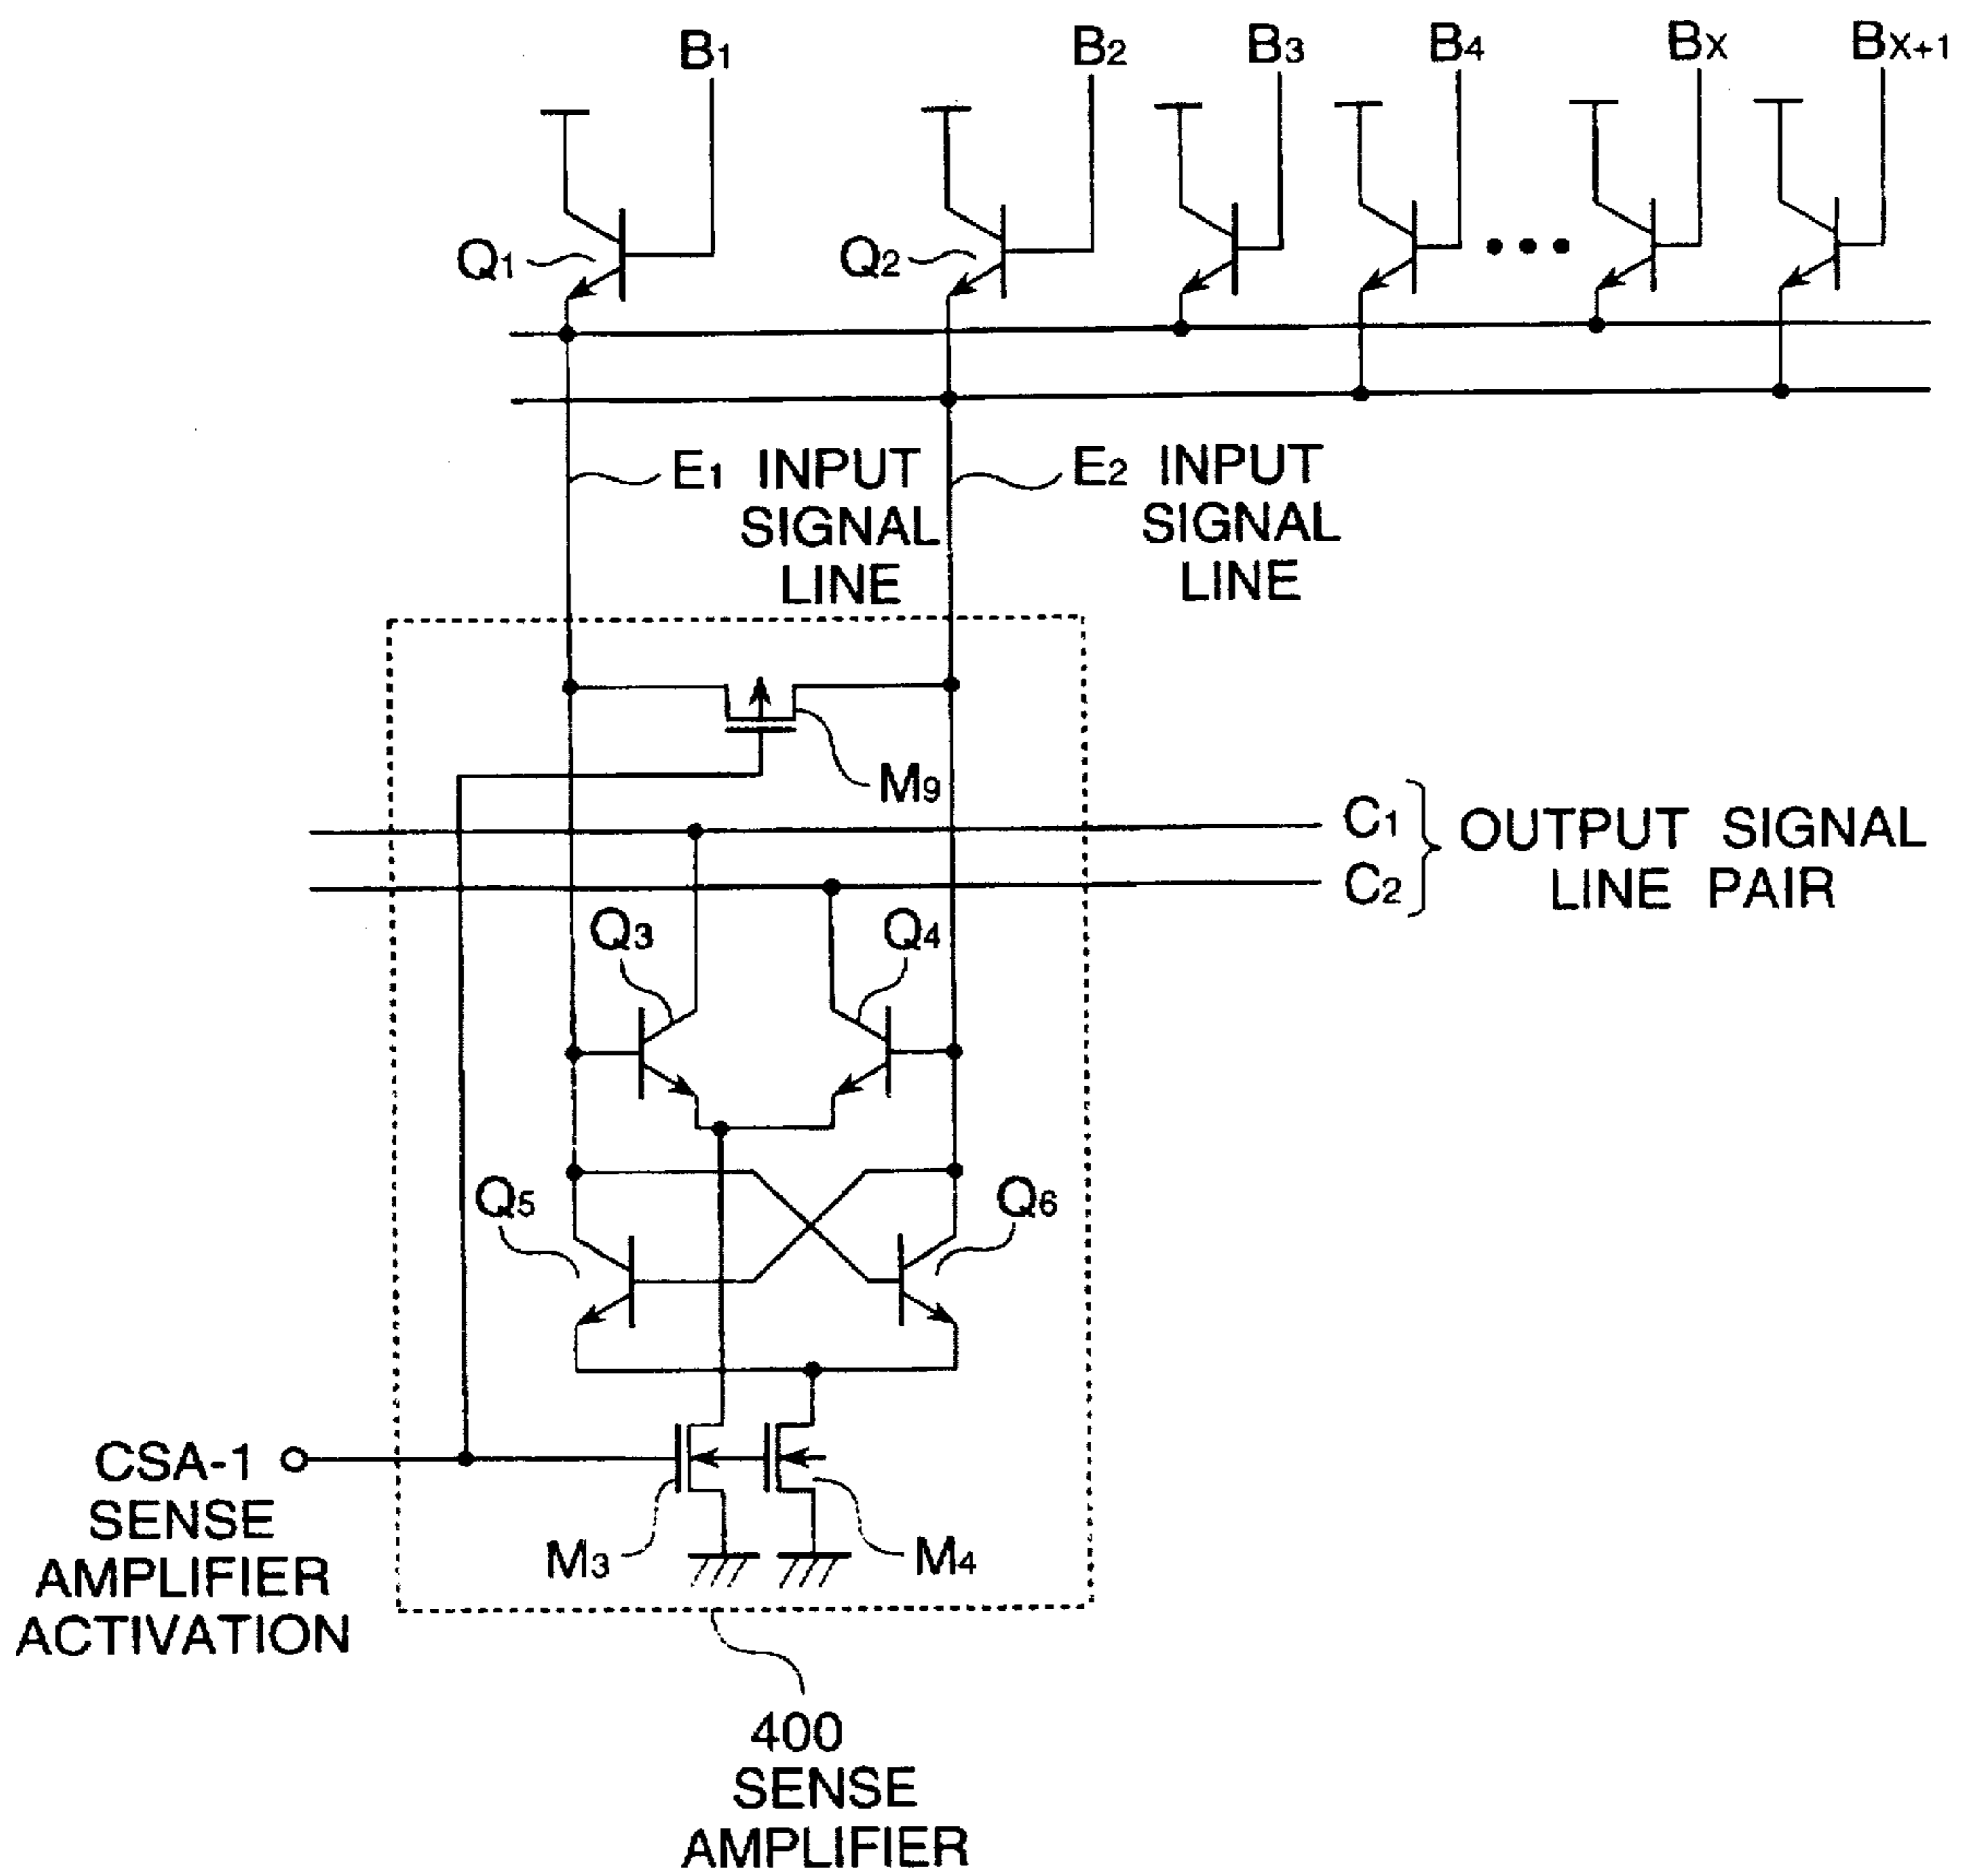 B1
B2
B3
B4
BX
BX+1
Q1
Q2
E1 INPUT
SIGNAL
LINE
E2 INPUT
SIGNAL
LINE
M9
C1
C2
OUTPUT SIGNAL
LINE PAIR
Q3
Q4
Q5
Q6
CSA-1
SENSE
AMPLIFIER
ACTIVATION
M3
M4
400
SENSE
AMPLIFIER